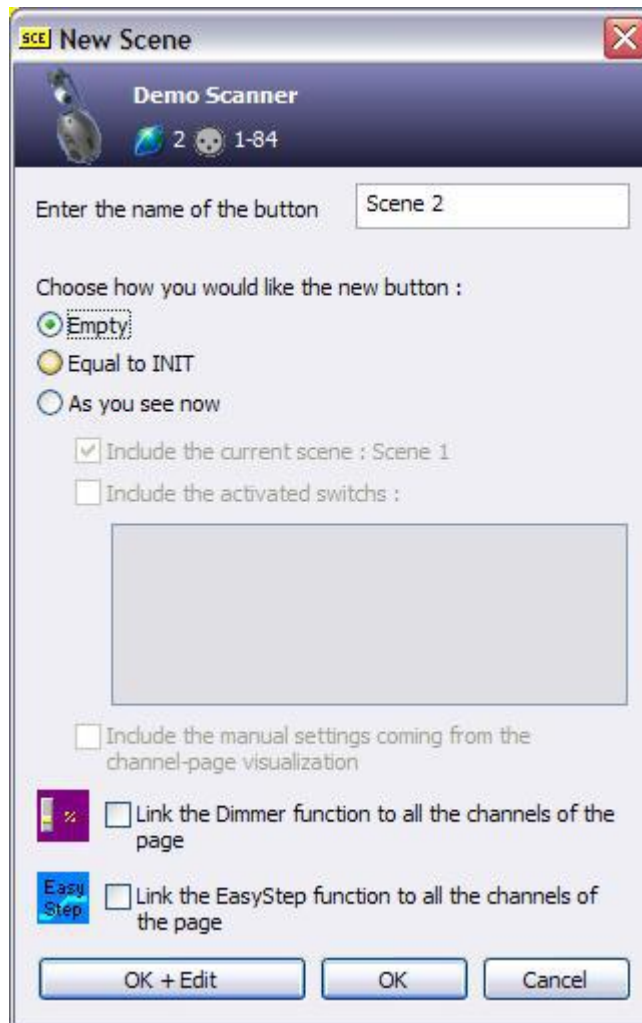 SCE New Scene
Demo Scanner
2 1-84
Enter the name of the button Scene 2
Choose how you would like the new button :
Empty
Equal to INIT
As you see now
Include the current scene : Scene 1
Include the activated switchs :
Include the manual settings coming from the
channel-page visualization
% Link the Dimmer function to all the channels of the
page
Easy
Step
Link the EasyStep function to all the channels of
the page
OK + Edit OK Cancel